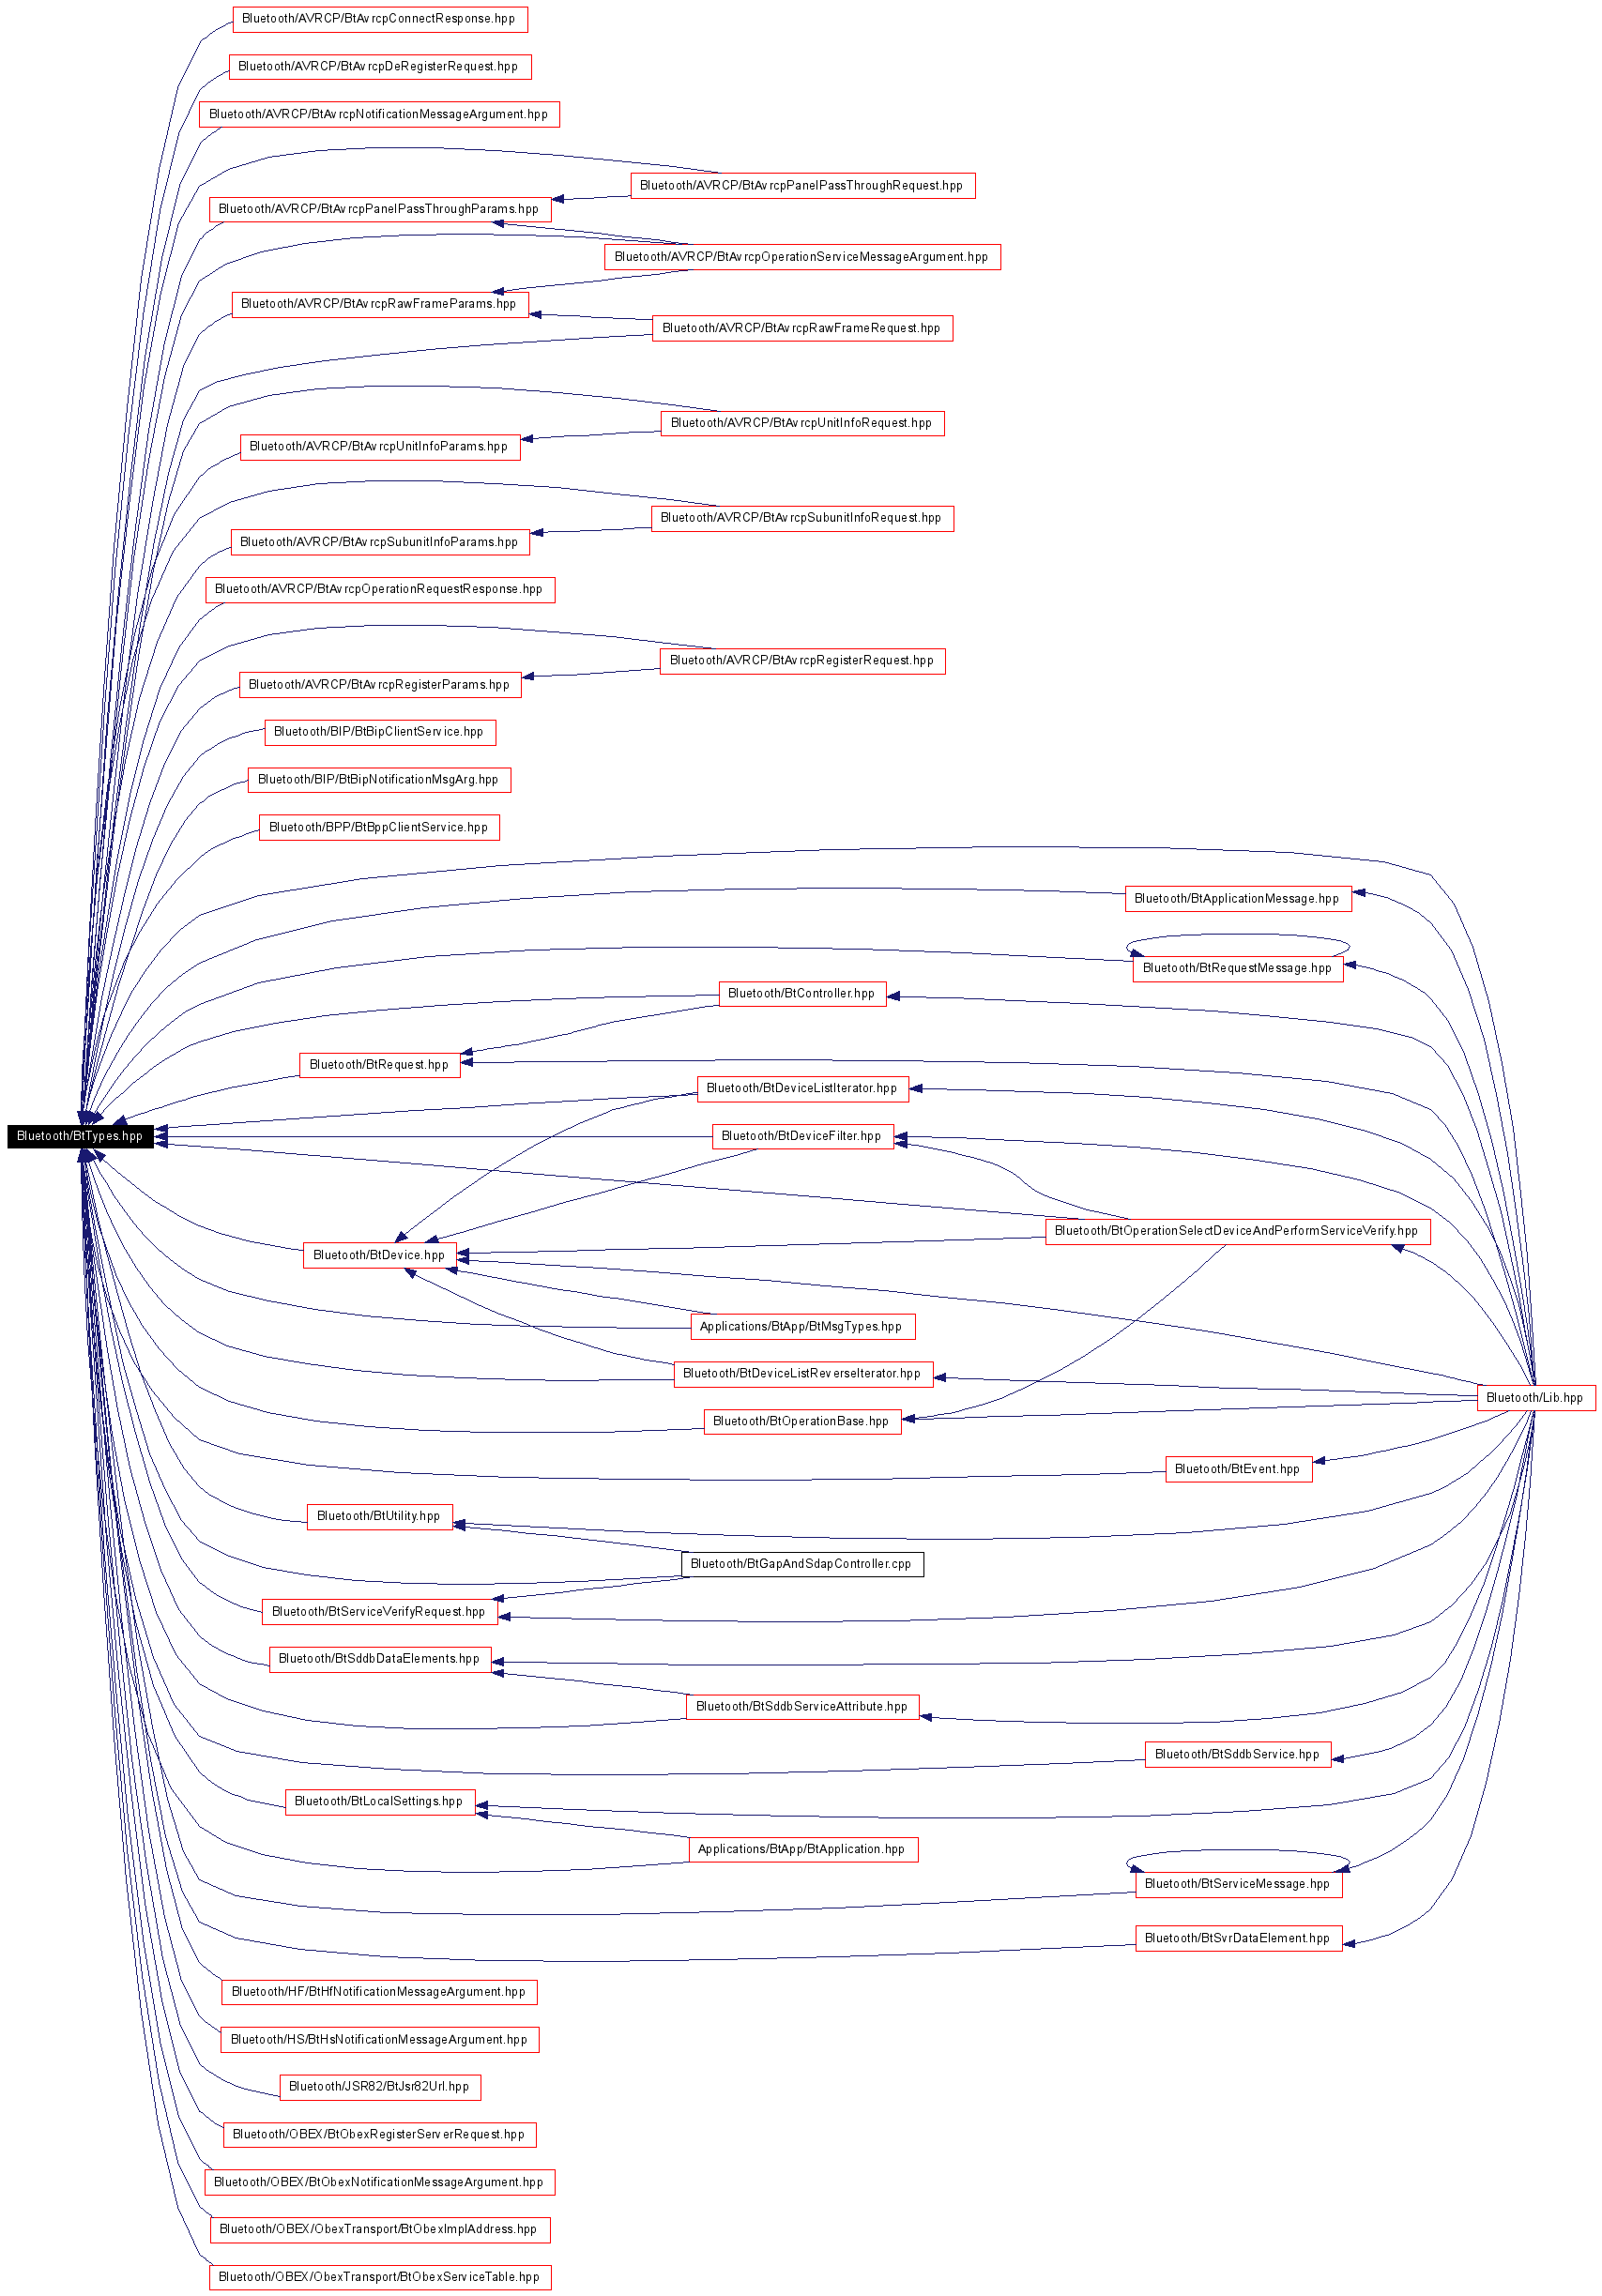 Bluetooth/AVRCP/BtAvrcpConnectResponse.hpp
Bluetooth/AVRCP/BtAvrcpDeRegisterRequest.hpp
Bluetooth/AVRCP/BtAvrcpNotificationMessageArgument.hpp
Bluetooth/AVRCP/BtAvrcpPanelPassThroughRequest.hpp
Bluetooth/AVRCP/BtAvrcpPanelPassThroughParams.hpp
Bluetooth/AVRCP/BtAvrcpOperationServiceMessageArgument.hpp
Bluetooth/AVRCP/BtAvrcpRawFrameParams.hpp
Bluetooth/AVRCP/BtAvrcpRawFrameRequest.hpp
Bluetooth/AVRCP/BtAvrcpUnitInfoRequest.hpp
Bluetooth/AVRCP/BtAvrcpUnitInfoParams.hpp
Bluetooth/AVRCP/BtAvrcpSubunitInfoRequest.hpp
Bluetooth/AVRCP/BtAvrcpSubunitInfoParams.hpp
Bluetooth/AVRCP/BtAvrcpOperationRequestResponse.hpp
Bluetooth/AVRCP/BtAvrcpRegisterRequest.hpp
Bluetooth/AVRCP/BtAvrcpRegisterParams.hpp
Bluetooth/BIP/BtBipClientService.hpp
Bluetooth/BIP/BtBipNotificationMsgArg.hpp
Bluetooth/BPP/BtBppClientService.hpp
Bluetooth/BtApplicationMessage.hpp
Bluetooth/BtRequestMessage.hpp
Bluetooth/BtController.hpp
Bluetooth/BtRequest.hpp
Bluetooth/BtDeviceListIterator.hpp
Bluetooth/BtTypes.hpp
Bluetooth/BtDeviceFilter.hpp
Bluetooth/BtOperationSelectDeviceAndPerformServiceVerify.hpp
Bluetooth/BtDevice.hpp
Applications/BtApp/BtMsgTypes.hpp
Bluetooth/BtDeviceListReverseIterator.hpp
Bluetooth/Lib.hpp
Bluetooth/BtOperationBase.hpp
Bluetooth/BtEvent.hpp
Bluetooth/BtUtility.hpp
Bluetooth/BtGapAndSdapController.cpp
Bluetooth/BtServiceVerifyRequest.hpp
Bluetooth/BtSddbDataElements.hpp
Bluetooth/BtSddbServiceAttribute.hpp
Bluetooth/BtSddbService.hpp
Bluetooth/BtLocalSettings.hpp
Applications/BtApp/BtApplication.hpp
Bluetooth/BtServiceMessage.hpp
Bluetooth/BtSvrDataElement.hpp
Bluetooth/HF/BtHfNotificationMessageArgument.hpp
Bluetooth/HS/BtHsNotificationMessageArgument.hpp
Bluetooth/JSR82/BtJsr82Url.hpp
Bluetooth/OBEX/BtObexRegisterServerRequest.hpp
Bluetooth/OBEX/BtObexNotificationMessageArgument.hpp
Bluetooth/OBEX/ObexTransport/BtObexImplAddress.hpp
Bluetooth/OBEX/ObexTransport/BtObexServiceTable.hpp